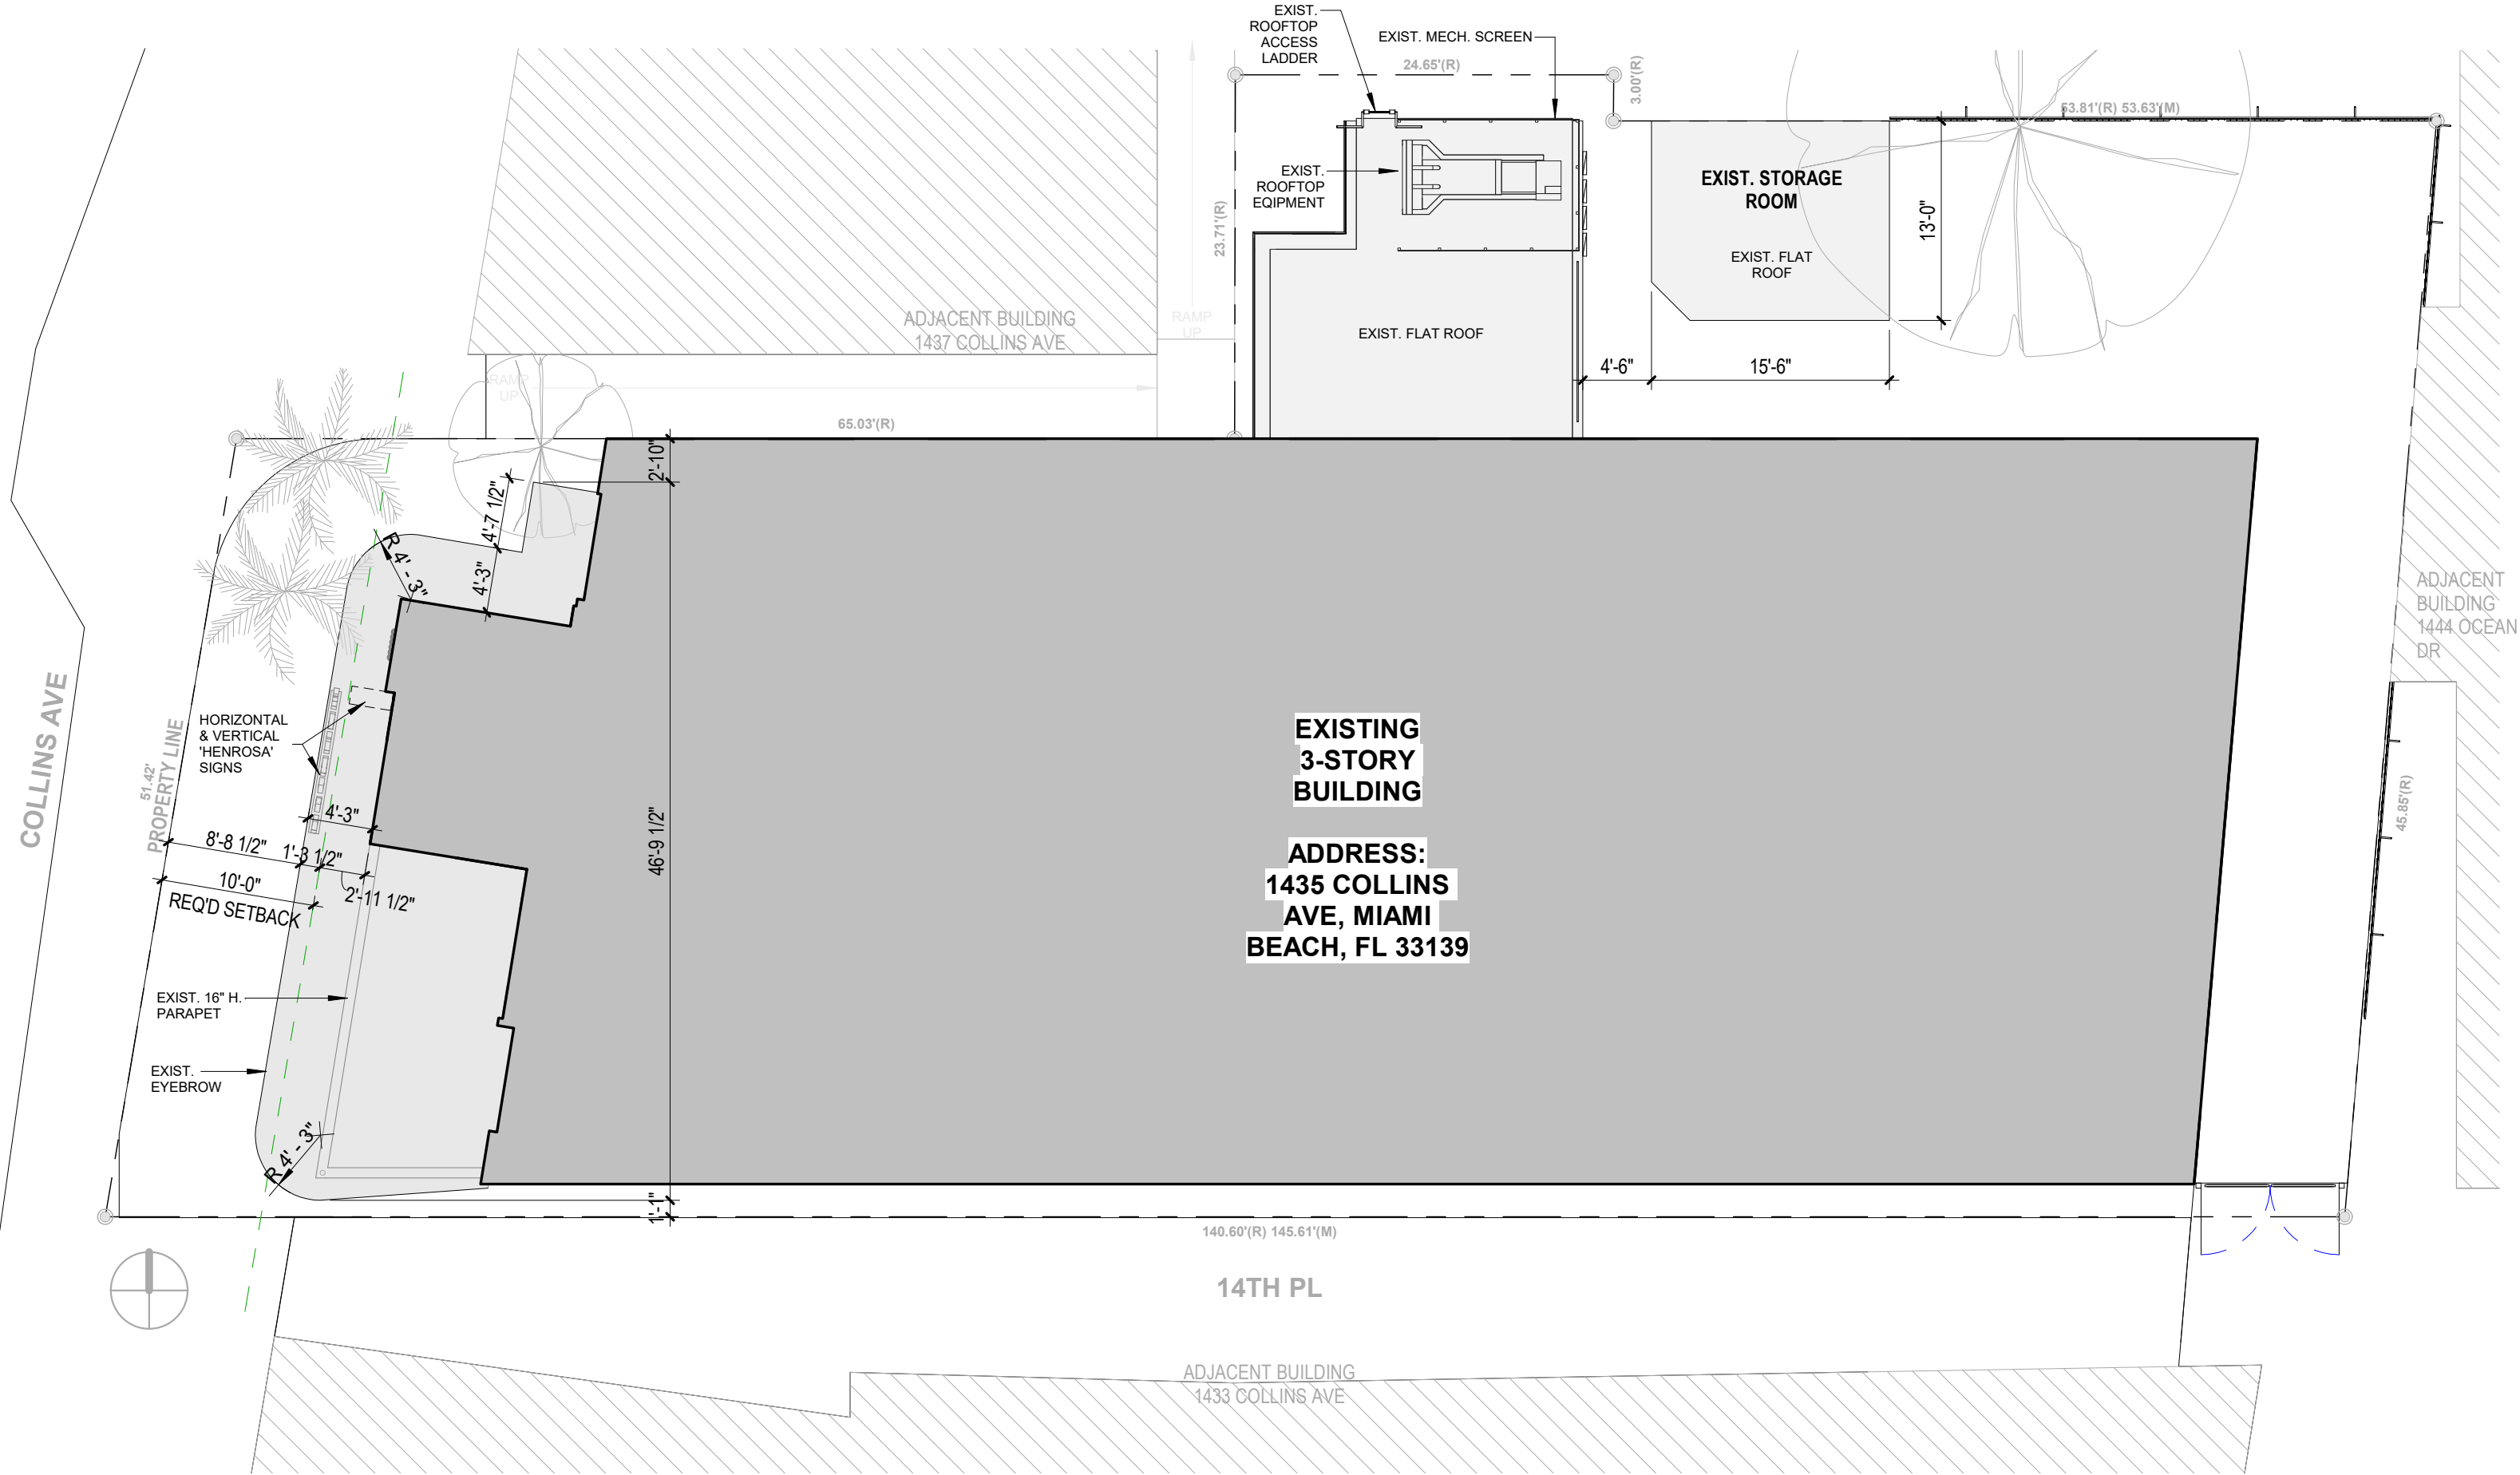 EXIST.
ROOFTOP
ACCESS
LADDER
EXIST. MECH. SCREEN
24.65'(R)
3.00'(R)
53.81'(R) 53.63'(M)
EXIST.
ROOFTOP
EQIPMENT
23.71'(R)
EXIST. STORAGE
ROOM
EXIST. FLAT
ROOF
13'-0"
ADJACENT BUILDING
1437 COLLINS AVE
RAMP
UP
EXIST. FLAT ROOF
4'-6"
15'-6"
RAMP
UP
65.03'(R)
2'-10"
4'-7 1/2"
R 4' - 3"
4'-3"
ADJACENT
BUILDING
1444 OCEAN
DR
COLLINS AVE
51.42'
PROPERTY LINE
HORIZONTAL
& VERTICAL
'HENROSA'
SIGNS
4'-3"
8'-8 1/2"
1'-3 1/2"
10'-0"
REQ'D SETBACK
2'-11 1/2"
46'-9 1/2"
EXISTING
3-STORY
BUILDING
ADDRESS:
1435 COLLINS
AVE, MIAMI
BEACH, FL 33139
45.85'(R)
EXIST. 16" H.
PARAPET
EXIST.
EYEBROW
R 4' - 3"
1'-1"
140.60'(R) 145.61'(M)
14TH PL
ADJACENT BUILDING
1433 COLLINS AVE